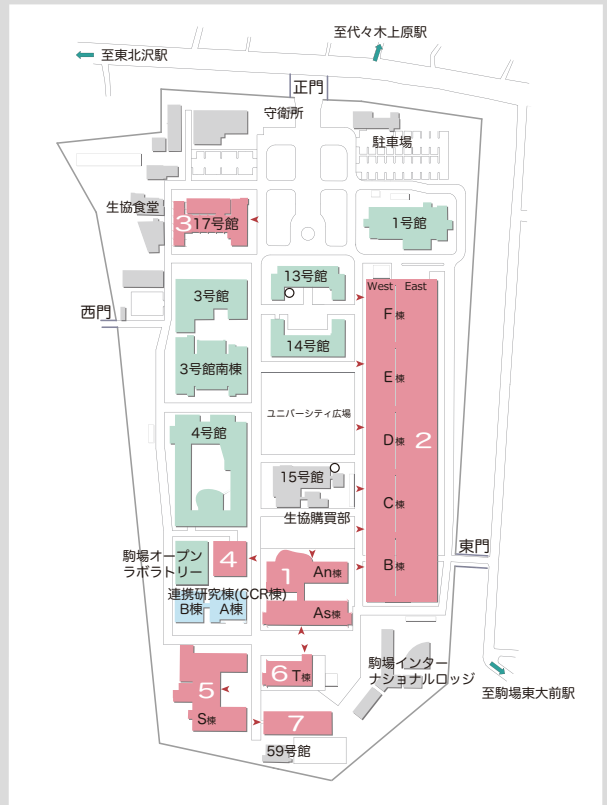 至代々木上原駅
至東北沢駅
正門
守衛所
駐車場
生協食堂
3 17号館
1号館
13号館
3号館
West East
西門
F棟
14号館
3号館南棟
E棟
ユニバーシティ広場
4号館
D棟 2
15号館
C棟
生協購買部
駒場オープン
ラボラトリー
4
東門
1 An棟
B棟
連携研究棟(CCR棟)
B棟 A棟
As棟
駒場インター
ナショナルロッジ
6 T棟
5
S棟
至駒場東大前駅
7
59号館